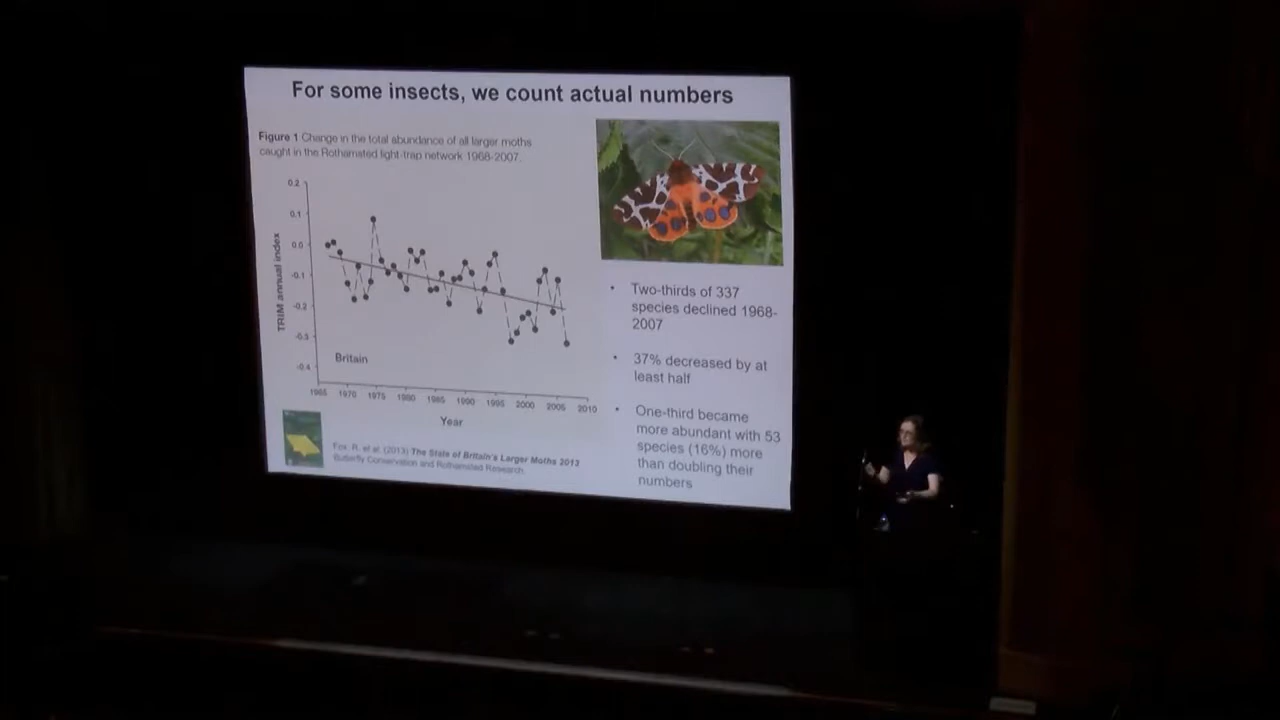 For some insects, we count actual numbers
Figure 1 Change in the total abundance of all larger moths
caught in the Rothamsted light-trap network 1968-2007.
0.2
0.1
0.0
-0.1
-0.2
-0.3
-0.4
TRIM annual index
Britain
1965 1970 1975 1980 1985 1990 1995 2000 2005 2010
Year
Fox, R. et al. (2013) The State of Britain's Larger Moths 2013
Butterfly Conservation and Rothamsted Research.
• Two-thirds of 337
species declined 1968-
2007
• 37% decreased by at
least half
• One-third became
more abundant with 53
species (16%) more
than doubling their
numbers